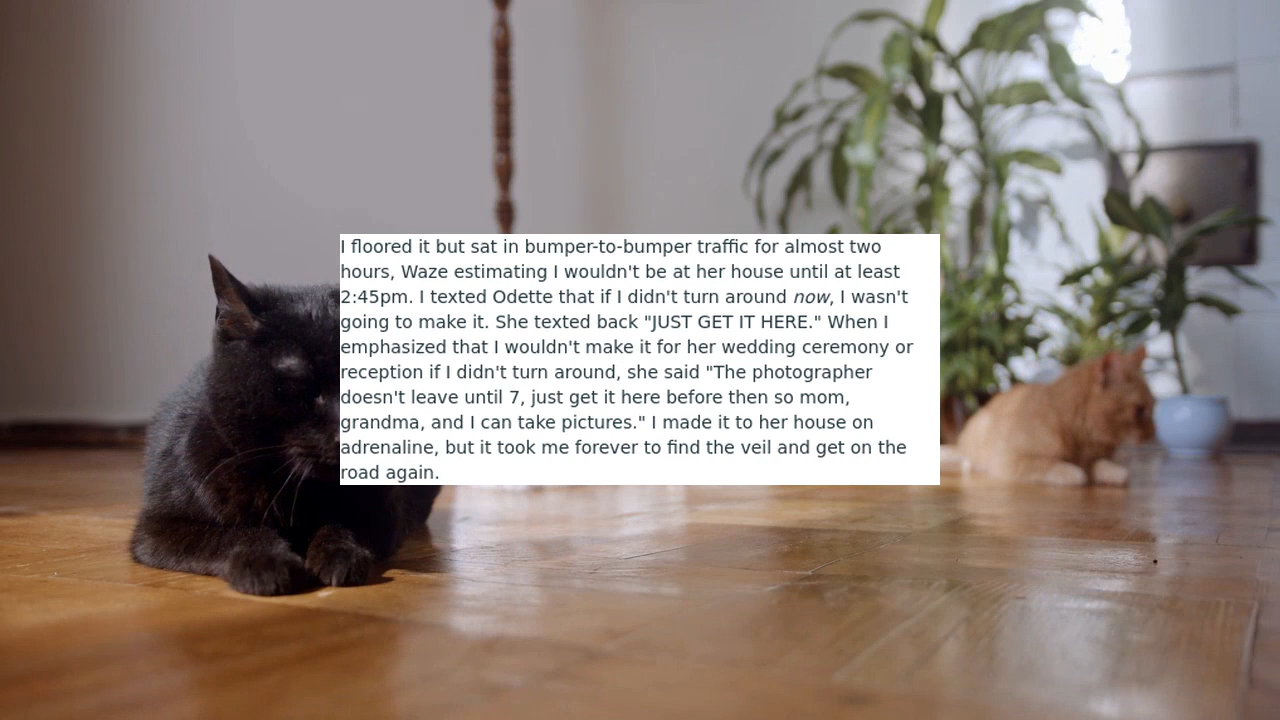 I floored it but sat in bumper-to-bumper traffic for almost two
hours, Waze estimating I wouldn't be at her house until at least
2:45pm. I texted Odette that if I didn't turn around now, I wasn't
going to make it. She texted back "JUST GET IT HERE." When I
emphasized that I wouldn't make it for her wedding ceremony or
reception if I didn't turn around, she said "The photographer
doesn't leave until 7, just get it here before then so mom,
grandma, and I can take pictures." I made it to her house on
adrenaline, but it took me forever to find the veil and get on the
road again.